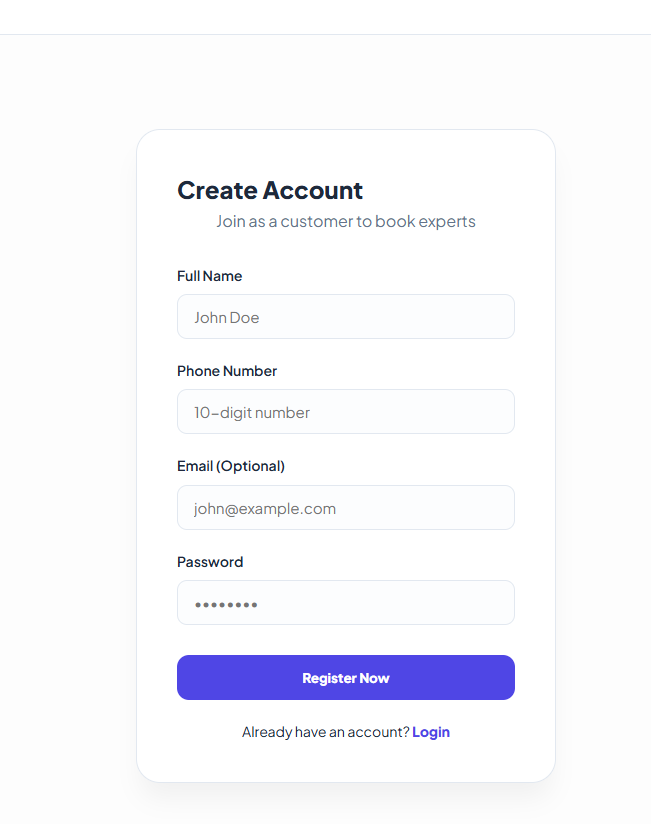 Create Account
Join as a customer to book experts
Full Name
John Doe
Phone Number
10-digit number
Email (Optional)
john@example.com
Password
••••••••
Register Now
Already have an account? Login